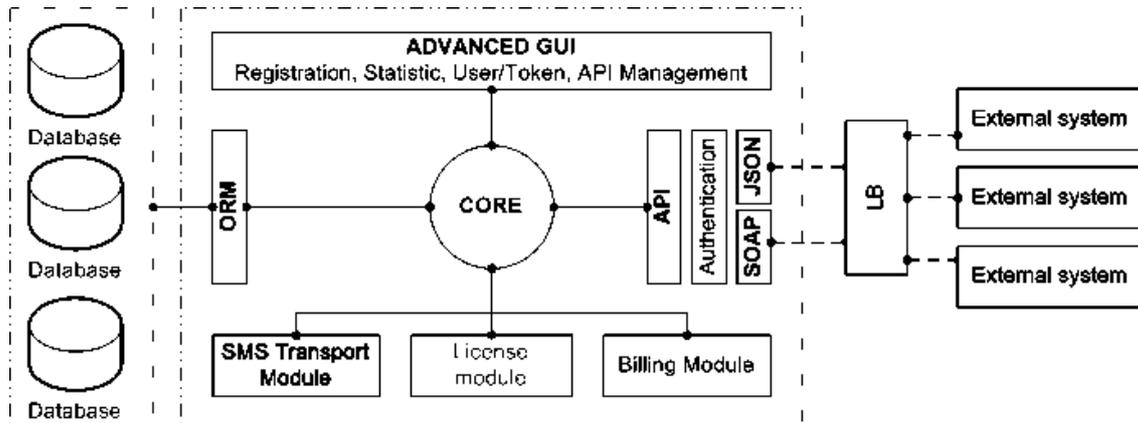 ADVANCED GUI
Registration, Statistic, User/Token, API Management
Database
Database
Database
ORM
CORE
API
Authentication
JSON
SOAP
LB
External system
External system
External system
SMS Transport
Module
License
module
Billing Module